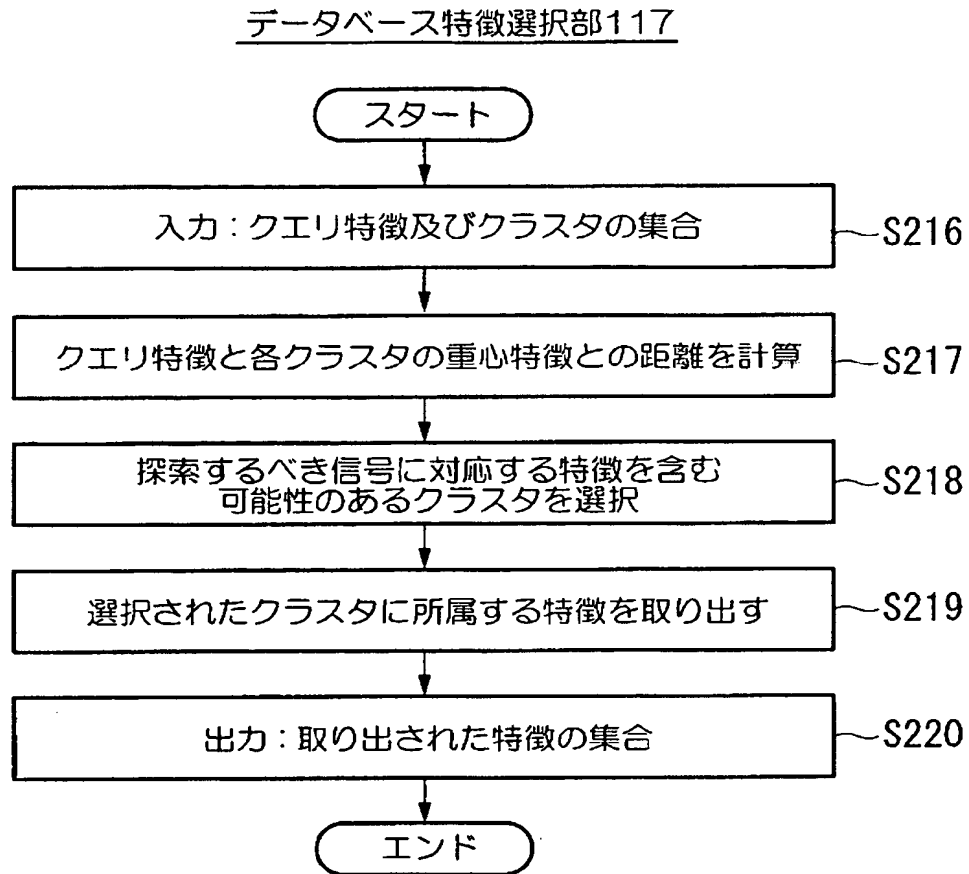 データベース特徴選択部117
スタート
入力：クエリ特徴及びクラスタの集合
S216
クエリ特徴と各クラスタの重心特徴との距離を計算
S217
探索するべき信号に対応する特徴を含む
可能性のあるクラスタを選択
S218
選択されたクラスタに所属する特徴を取り出す
S219
出力：取り出された特徴の集合
S220
エンド